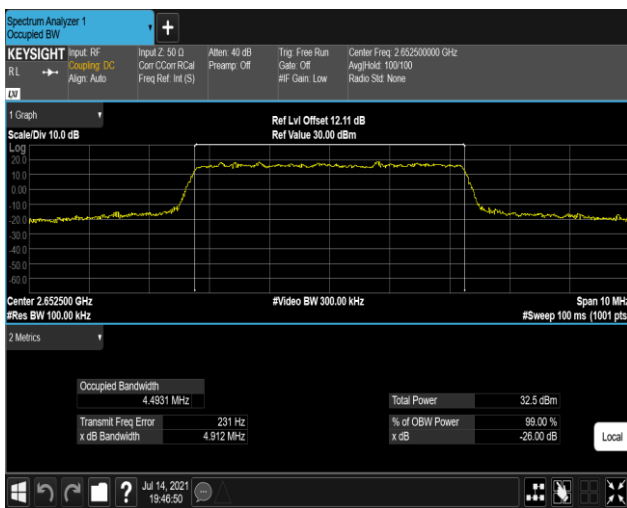 Spectrum Analyzer 1
Occupied BW
KEYSIGHT Input: RF Input Z: 50 Ω Atten: 40 dB Trig: Free Run Center Freq: 2.652500000 GHz
RL Coupling: DC Corr CCorr RCal Preamp: Off Gate: Off Avg|Hold: 100/100
Align: Auto Freq Ref: Int (S) #IF Gain: Low Radio Std: None
LXI
1 Graph
Ref Lvl Offset 12.11 dB
Scale/Div 10.0 dB Ref Value 30.00 dBm
Log
20.0
10.0
0.00
-10.0
-20.0
-30.0
-40.0
-50.0
-60.0
Center 2.652500 GHz #Video BW 300.00 kHz Span 10 MHz
#Res BW 100.00 kHz #Sweep 100 ms (1001 pts
2 Metrics
Occupied Bandwidth
4.4931 MHz Total Power 32.5 dBm
Transmit Freq Error 231 Hz % of OBW Power 99.00 %
x dB Bandwidth 4.912 MHz x dB -26.00 dB
Local
? Jul 14, 2021
19:46:50